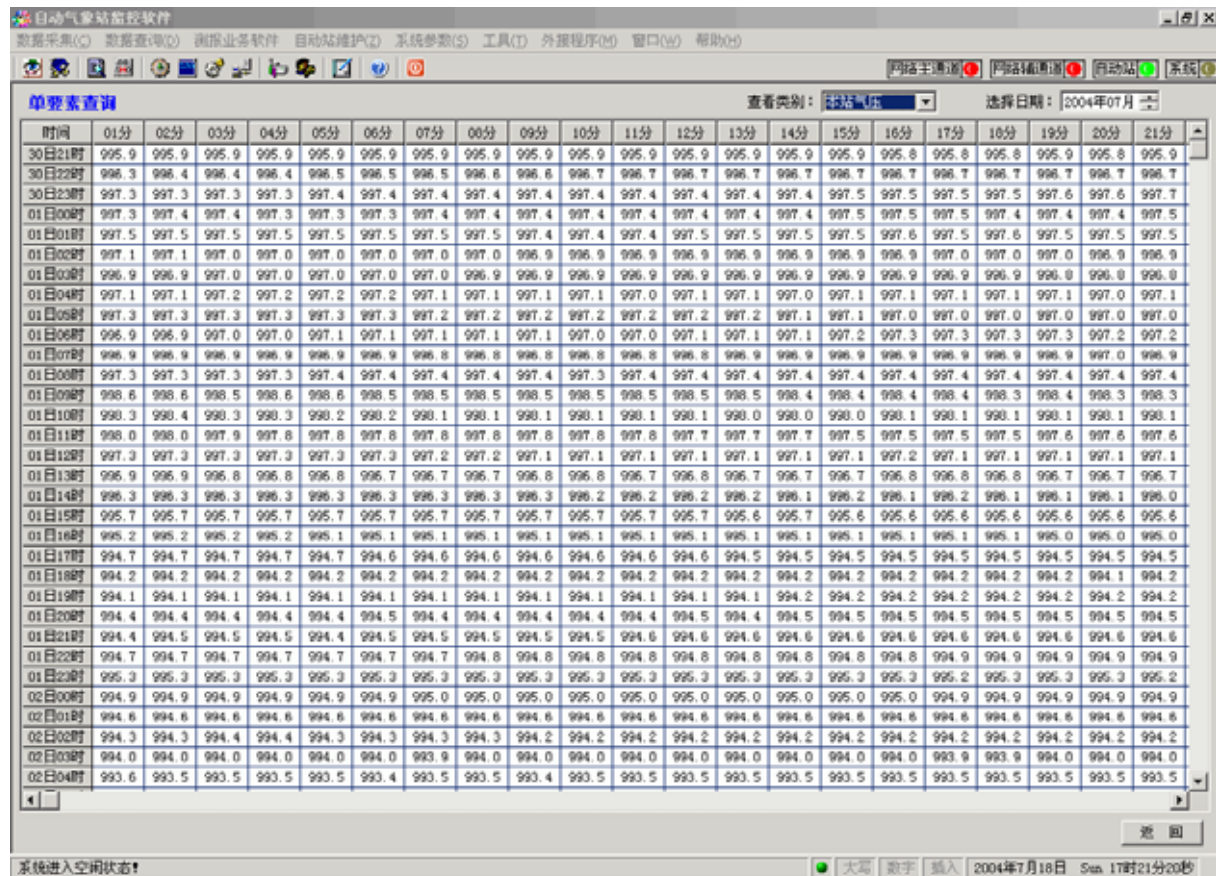 自动气象站监控软件
数据采集(C) 数据查询(D) 测报业务软件 自动站维护(Z) 系统参数(S) 工具(T) 外接程序(M) 窗口(W) 帮助(H)
网络主通道 网络辅通道 自动站 系统
单要素查询 查看类别： 本站气压 选择日期： 2004年07月
时间 01分 02分 03分 04分 05分 06分 07分 08分 09分 10分 11分 12分 13分 14分 15分 16分 17分 18分 19分 20分 21分
30日21时 995.9 995.9 995.9 995.9 995.9 995.9 995.9 995.9 995.9 995.9 995.9 995.9 995.9 995.9 995.9 995.8 995.8 995.8 995.9 995.8 995.9
30日22时 996.3 996.4 996.4 996.4 996.5 996.5 996.5 996.6 996.6 996.7 996.7 996.7 996.7 996.7 996.7 996.7 996.7 996.7 996.7 996.7 996.7
30日23时 997.3 997.3 997.3 997.3 997.4 997.4 997.4 997.4 997.4 997.4 997.4 997.4 997.4 997.4 997.5 997.5 997.5 997.5 997.6 997.6 997.7
01日00时 997.3 997.4 997.4 997.3 997.3 997.3 997.4 997.4 997.4 997.4 997.4 997.4 997.4 997.4 997.5 997.5 997.5 997.4 997.4 997.4 997.5
01日01时 997.5 997.5 997.5 997.5 997.5 997.5 997.5 997.5 997.4 997.4 997.4 997.5 997.5 997.5 997.5 997.6 997.5 997.6 997.5 997.5 997.5
01日02时 997.1 997.1 997.0 997.0 997.0 997.0 997.0 997.0 996.9 996.9 996.9 996.9 996.9 996.9 996.9 996.9 997.0 997.0 997.0 996.9 996.9
01日03时 996.9 996.9 997.0 997.0 997.0 997.0 997.0 996.9 996.9 996.9 996.9 996.9 996.9 996.9 996.9 996.9 996.9 996.9 996.8 996.8 996.8
01日04时 997.1 997.1 997.2 997.2 997.2 997.2 997.1 997.1 997.1 997.1 997.0 997.1 997.1 997.0 997.1 997.1 997.1 997.1 997.1 997.0 997.1
01日05时 997.3 997.3 997.3 997.3 997.3 997.3 997.2 997.2 997.2 997.2 997.2 997.2 997.2 997.1 997.1 997.0 997.0 997.0 997.0 997.0 997.0
01日06时 996.9 996.9 997.0 997.0 997.1 997.1 997.1 997.1 997.1 997.0 997.0 997.1 997.1 997.1 997.2 997.3 997.3 997.3 997.3 997.2 997.2
01日07时 996.9 996.9 996.9 996.9 996.9 996.9 996.8 996.8 996.8 996.8 996.8 996.8 996.9 996.9 996.9 996.9 996.9 996.9 996.9 997.0 996.9
01日08时 997.3 997.3 997.3 997.3 997.4 997.4 997.4 997.4 997.4 997.3 997.4 997.4 997.4 997.4 997.4 997.4 997.4 997.4 997.4 997.4 997.4
01日09时 998.6 998.6 998.5 998.6 998.6 998.5 998.5 998.5 998.5 998.5 998.5 998.5 998.5 998.4 998.4 998.4 998.4 998.3 998.4 998.3 998.3
01日10时 998.3 998.4 998.3 998.3 998.2 998.2 998.1 998.1 998.1 998.1 998.1 998.1 998.0 998.0 998.0 998.1 998.1 998.1 998.1 998.1 998.1
01日11时 998.0 998.0 997.9 997.8 997.8 997.8 997.8 997.8 997.8 997.8 997.8 997.7 997.7 997.7 997.5 997.5 997.5 997.5 997.6 997.6 997.6
01日12时 997.3 997.3 997.3 997.3 997.3 997.3 997.2 997.2 997.1 997.1 997.1 997.1 997.1 997.1 997.1 997.2 997.1 997.1 997.1 997.1 997.1
01日13时 996.9 996.9 996.8 996.8 996.8 996.7 996.7 996.7 996.8 996.8 996.7 996.8 996.7 996.7 996.7 996.8 996.8 996.8 996.7 996.7 996.7
01日14时 996.3 996.3 996.3 996.3 996.3 996.3 996.3 996.3 996.3 996.2 996.2 996.2 996.2 996.1 996.2 996.1 996.2 996.1 996.1 996.1 996.0
01日15时 995.7 995.7 995.7 995.7 995.7 995.7 995.7 995.7 995.7 995.7 995.7 995.7 995.6 995.7 995.6 995.6 995.6 995.6 995.6 995.6 995.6
01日16时 995.2 995.2 995.2 995.2 995.1 995.1 995.1 995.1 995.1 995.1 995.1 995.1 995.1 995.1 995.1 995.1 995.1 995.1 995.0 995.0 995.0
01日17时 994.7 994.7 994.7 994.7 994.7 994.6 994.6 994.6 994.6 994.6 994.6 994.6 994.5 994.5 994.5 994.5 994.5 994.5 994.5 994.5 994.5
01日18时 994.2 994.2 994.2 994.2 994.2 994.2 994.2 994.2 994.2 994.2 994.2 994.2 994.2 994.2 994.2 994.2 994.2 994.2 994.2 994.1 994.2
01日19时 994.1 994.1 994.1 994.1 994.1 994.1 994.1 994.1 994.1 994.1 994.1 994.1 994.1 994.2 994.2 994.2 994.2 994.2 994.2 994.2 994.2
01日20时 994.4 994.4 994.4 994.4 994.4 994.5 994.4 994.4 994.4 994.4 994.4 994.5 994.4 994.5 994.5 994.5 994.5 994.5 994.5 994.5 994.5
01日21时 994.4 994.5 994.5 994.5 994.4 994.5 994.5 994.5 994.5 994.5 994.6 994.6 994.6 994.6 994.6 994.6 994.6 994.6 994.6 994.6 994.6
01日22时 994.7 994.7 994.7 994.7 994.7 994.7 994.7 994.8 994.8 994.8 994.8 994.8 994.8 994.8 994.8 994.8 994.9 994.9 994.9 994.9 994.9
01日23时 995.3 995.3 995.3 995.3 995.3 995.3 995.3 995.3 995.3 995.3 995.3 995.3 995.3 995.3 995.3 995.3 995.2 995.3 995.3 995.3 995.2
02日00时 994.9 994.9 994.9 994.9 994.9 994.9 995.0 995.0 995.0 995.0 995.0 995.0 995.0 995.0 995.0 995.0 994.9 994.9 994.9 994.9 994.9
02日01时 994.6 994.6 994.6 994.6 994.6 994.6 994.6 994.6 994.6 994.6 994.6 994.6 994.6 994.6 994.6 994.6 994.6 994.6 994.6 994.6 994.6
02日02时 994.3 994.3 994.4 994.4 994.3 994.3 994.3 994.3 994.2 994.2 994.2 994.2 994.2 994.2 994.2 994.2 994.2 994.2 994.2 994.2 994.2
02日03时 994.0 994.0 994.0 994.0 994.0 994.0 993.9 994.0 994.0 994.0 994.0 994.0 994.0 994.0 994.0 994.0 993.9 993.9 994.0 994.0 994.0
02日04时 993.6 993.5 993.5 993.5 993.5 993.4 993.5 993.5 993.4 993.5 993.5 993.5 993.5 993.5 993.5 993.5 993.5 993.5 993.5 993.5 993.5
返 回
系统进入空闲状态! 大写 数字 插入 2004年7月18日 Sun 17时21分20秒